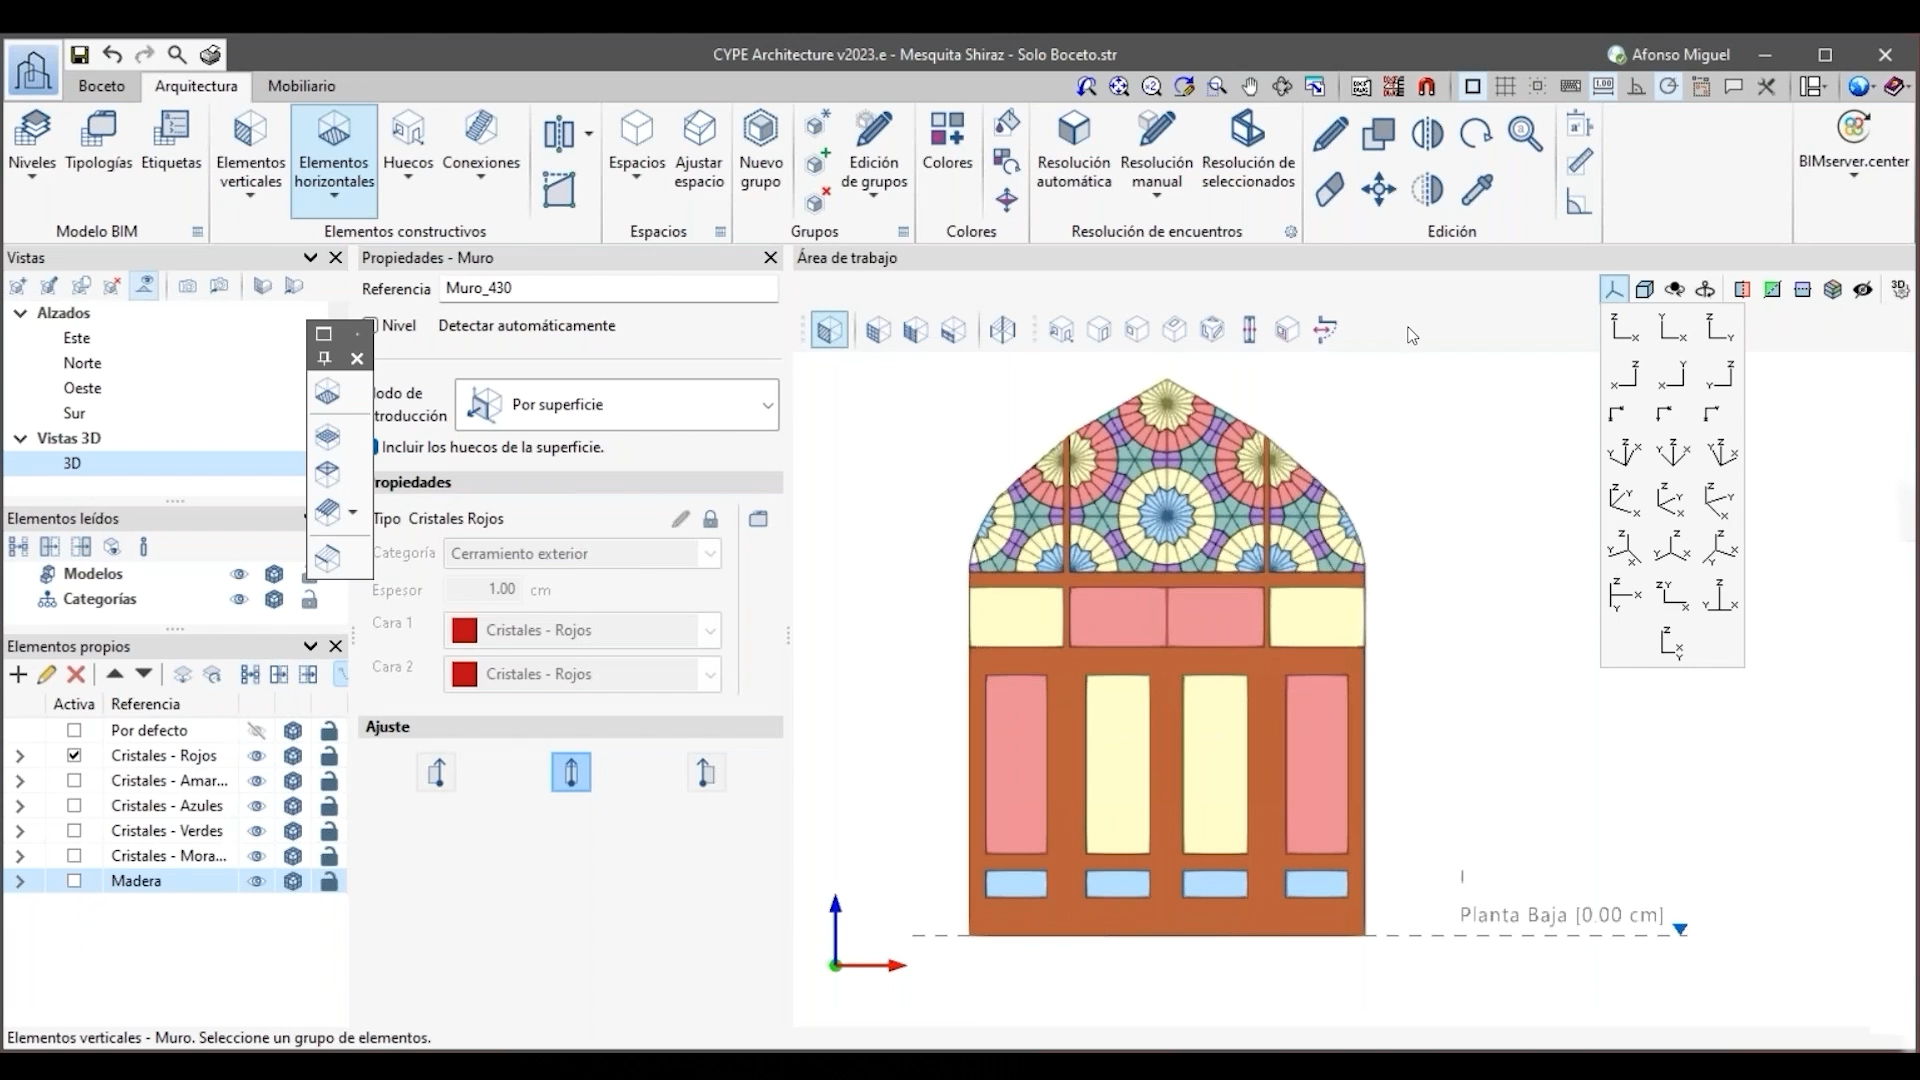 CYPE Architecture v2023.e - Mesquita Shiraz - Solo Boceto.str
Afonso Miguel
Boceto
Arquitectura
Mobiliario
Niveles
Tipologías
Etiquetas
Elementos verticales
Elementos horizontales
Huecos
Conexiones
Espacios
Ajustar espacio
Nuevo grupo
Edición de grupos
Colores
Resolución automática
Resolución manual
Resolución de seleccionados
BIMserver.center
Modelo BIM
Elementos constructivos
Espacios
Grupos
Colores
Resolución de encuentros
Edición
Vistas
Alzados
Este
Norte
Oeste
Sur
Vistas 3D
3D
Elementos leídos
Modelos
Categorías
Elementos propios
Activa Referencia
Por defecto
Cristales - Rojos
Cristales - Amar...
Cristales - Azules
Cristales - Verdes
Cristales - Mora...
Madera
Propiedades - Muro
Referencia Muro_430
Nivel Detectar automáticamente
odo de
troducción
Por superficie
Incluir los huecos de la superficie.
ropiedades
Tipo Cristales Rojos
Categoría Cerramiento exterior
Espesor 1.00 cm
Cara 1 Cristales - Rojos
Cara 2 Cristales - Rojos
Ajuste
Área de trabajo
Planta Baja [0.00 cm]
Elementos verticales - Muro. Seleccione un grupo de elementos.